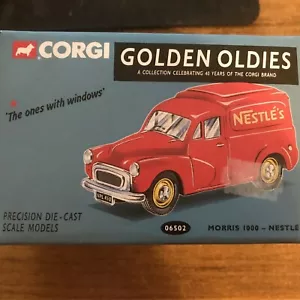 CORGI
GOLDEN OLDIES
A COLLECTION CELEBRATING 40 YEARS OF THE CORGI BRAND
'The ones with windows'
NESTLÉ'S
PRECISION DIE-CAST
SCALE MODELS
06502
MORRIS 1000 – NESTLE